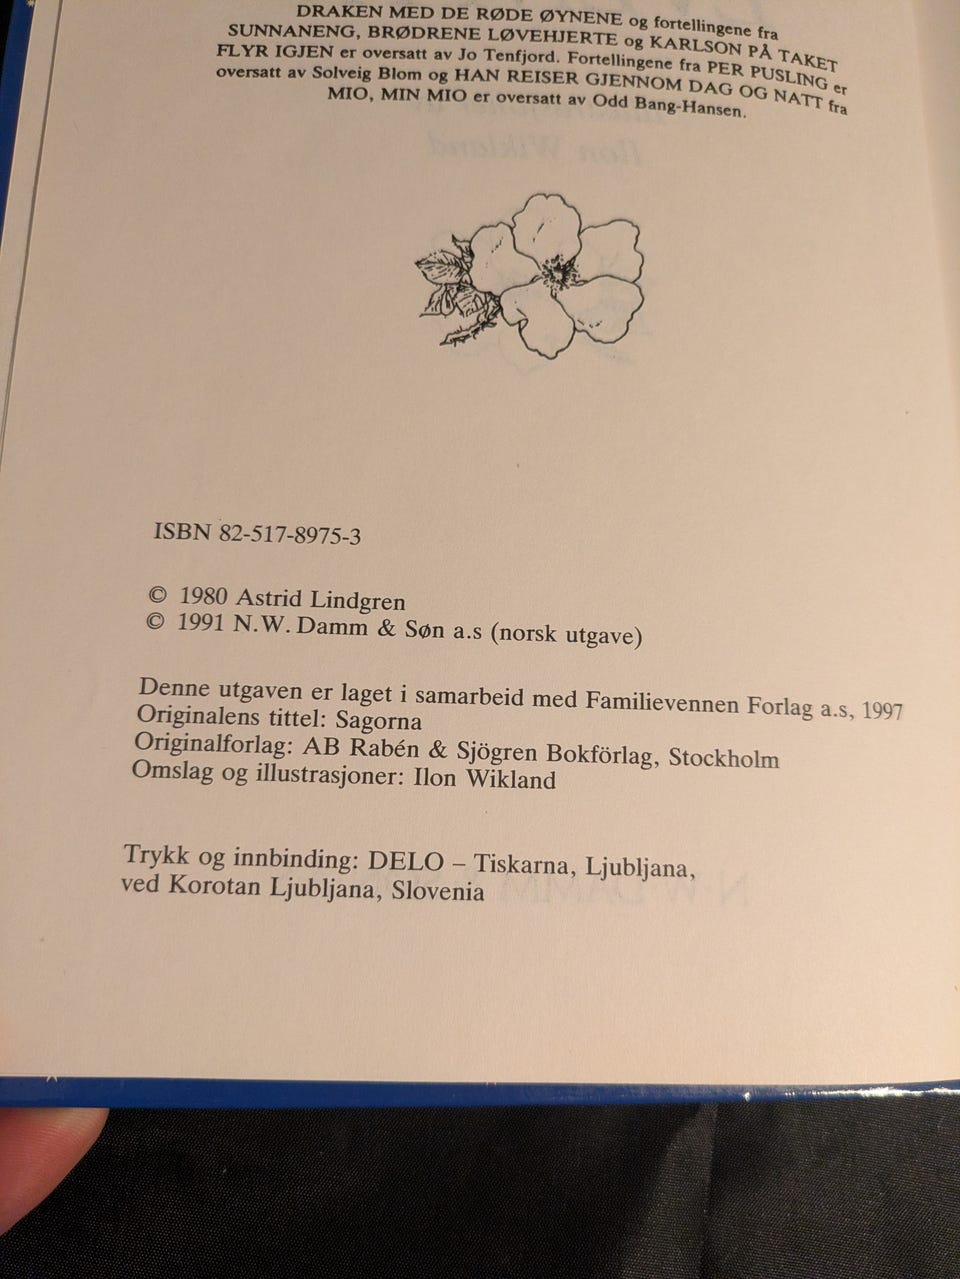 DRAKEN MED DE RØDE ØYNENE og fortellingene fra
SUNNANENG, BRØDRENE LØVEHJERTE og KARLSON PÅ TAKET
FLYR IGJEN er oversatt av Jo Tenfjord. Fortellingene fra PER PUSLING er
oversatt av Solveig Blom og HAN REISER GJENNOM DAG OG NATT fra
MIO, MIN MIO er oversatt av Odd Bang-Hansen.
Ilon Wikland
ISBN 82-517-8975-3
© 1980 Astrid Lindgren
© 1991 N.W. Damm & Søn a.s (norsk utgave)
Denne utgaven er laget i samarbeid med Familievennen Forlag a.s, 1997
Originalens tittel: Sagorna
Originalforlag: AB Rabén & Sjögren Bokförlag, Stockholm
Omslag og illustrasjoner: Ilon Wikland
Trykk og innbinding: DELO – Tiskarna, Ljubljana,
ved Korotan Ljubljana, Slovenia